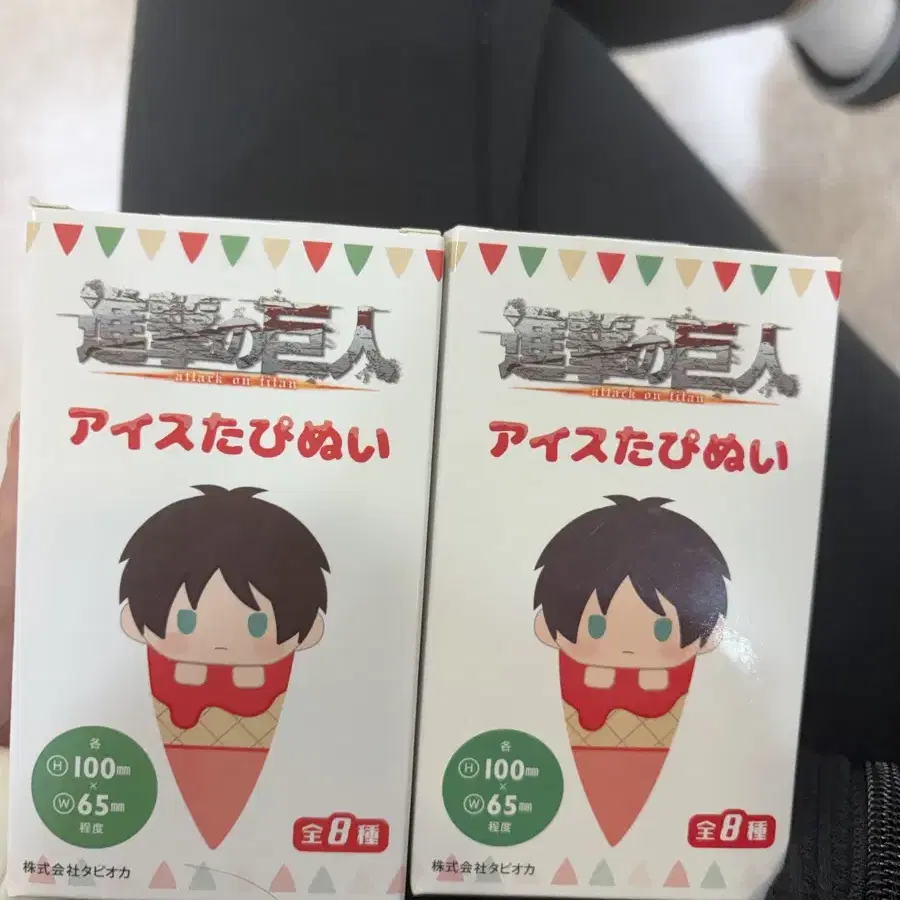 進撃の巨人
attack on titan
アイスたぴぬい
各
H 100mm
×
W 65mm
程度
全8種
株式会社タピオカ
進撃の巨人
attack on titan
アイスたぴぬい
各
H 100mm
×
W 65mm
程度
全8種
株式会社タピオカ